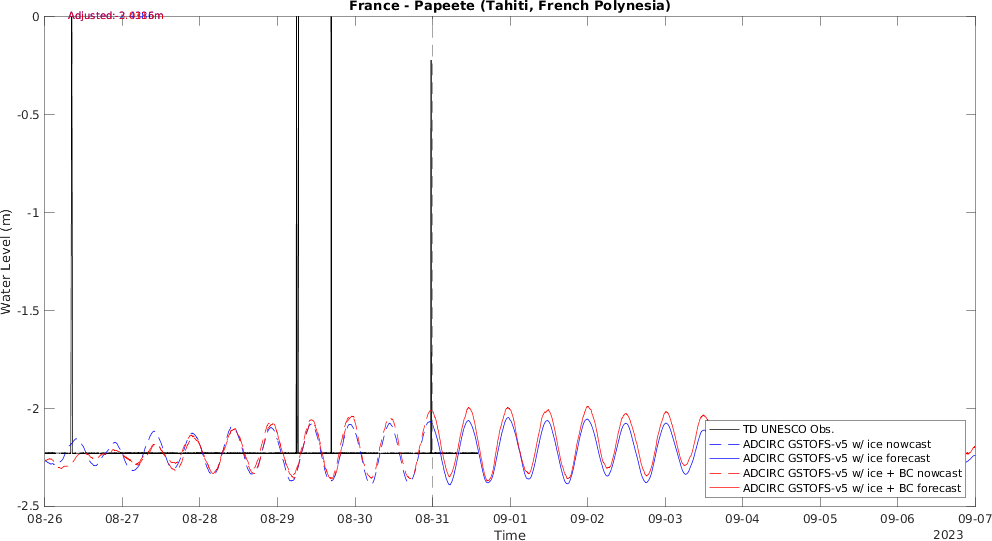 France - Papeete (Tahiti, French Polynesia)
Adjusted:
0
-0.5
-1
-1.5
-2
-2.5
Water Level (m)
TD UNESCO Obs.
ADCIRC GSTOFS-v5 w/ ice nowcast
ADCIRC GSTOFS-v5 w/ ice forecast
ADCIRC GSTOFS-v5 w/ ice + BC nowcast
ADCIRC GSTOFS-v5 w/ ice + BC forecast
08-26 08-27 08-28 08-29 08-30 08-31 09-01 09-02 09-03 09-04 09-05 09-06 09-07
Time
2023